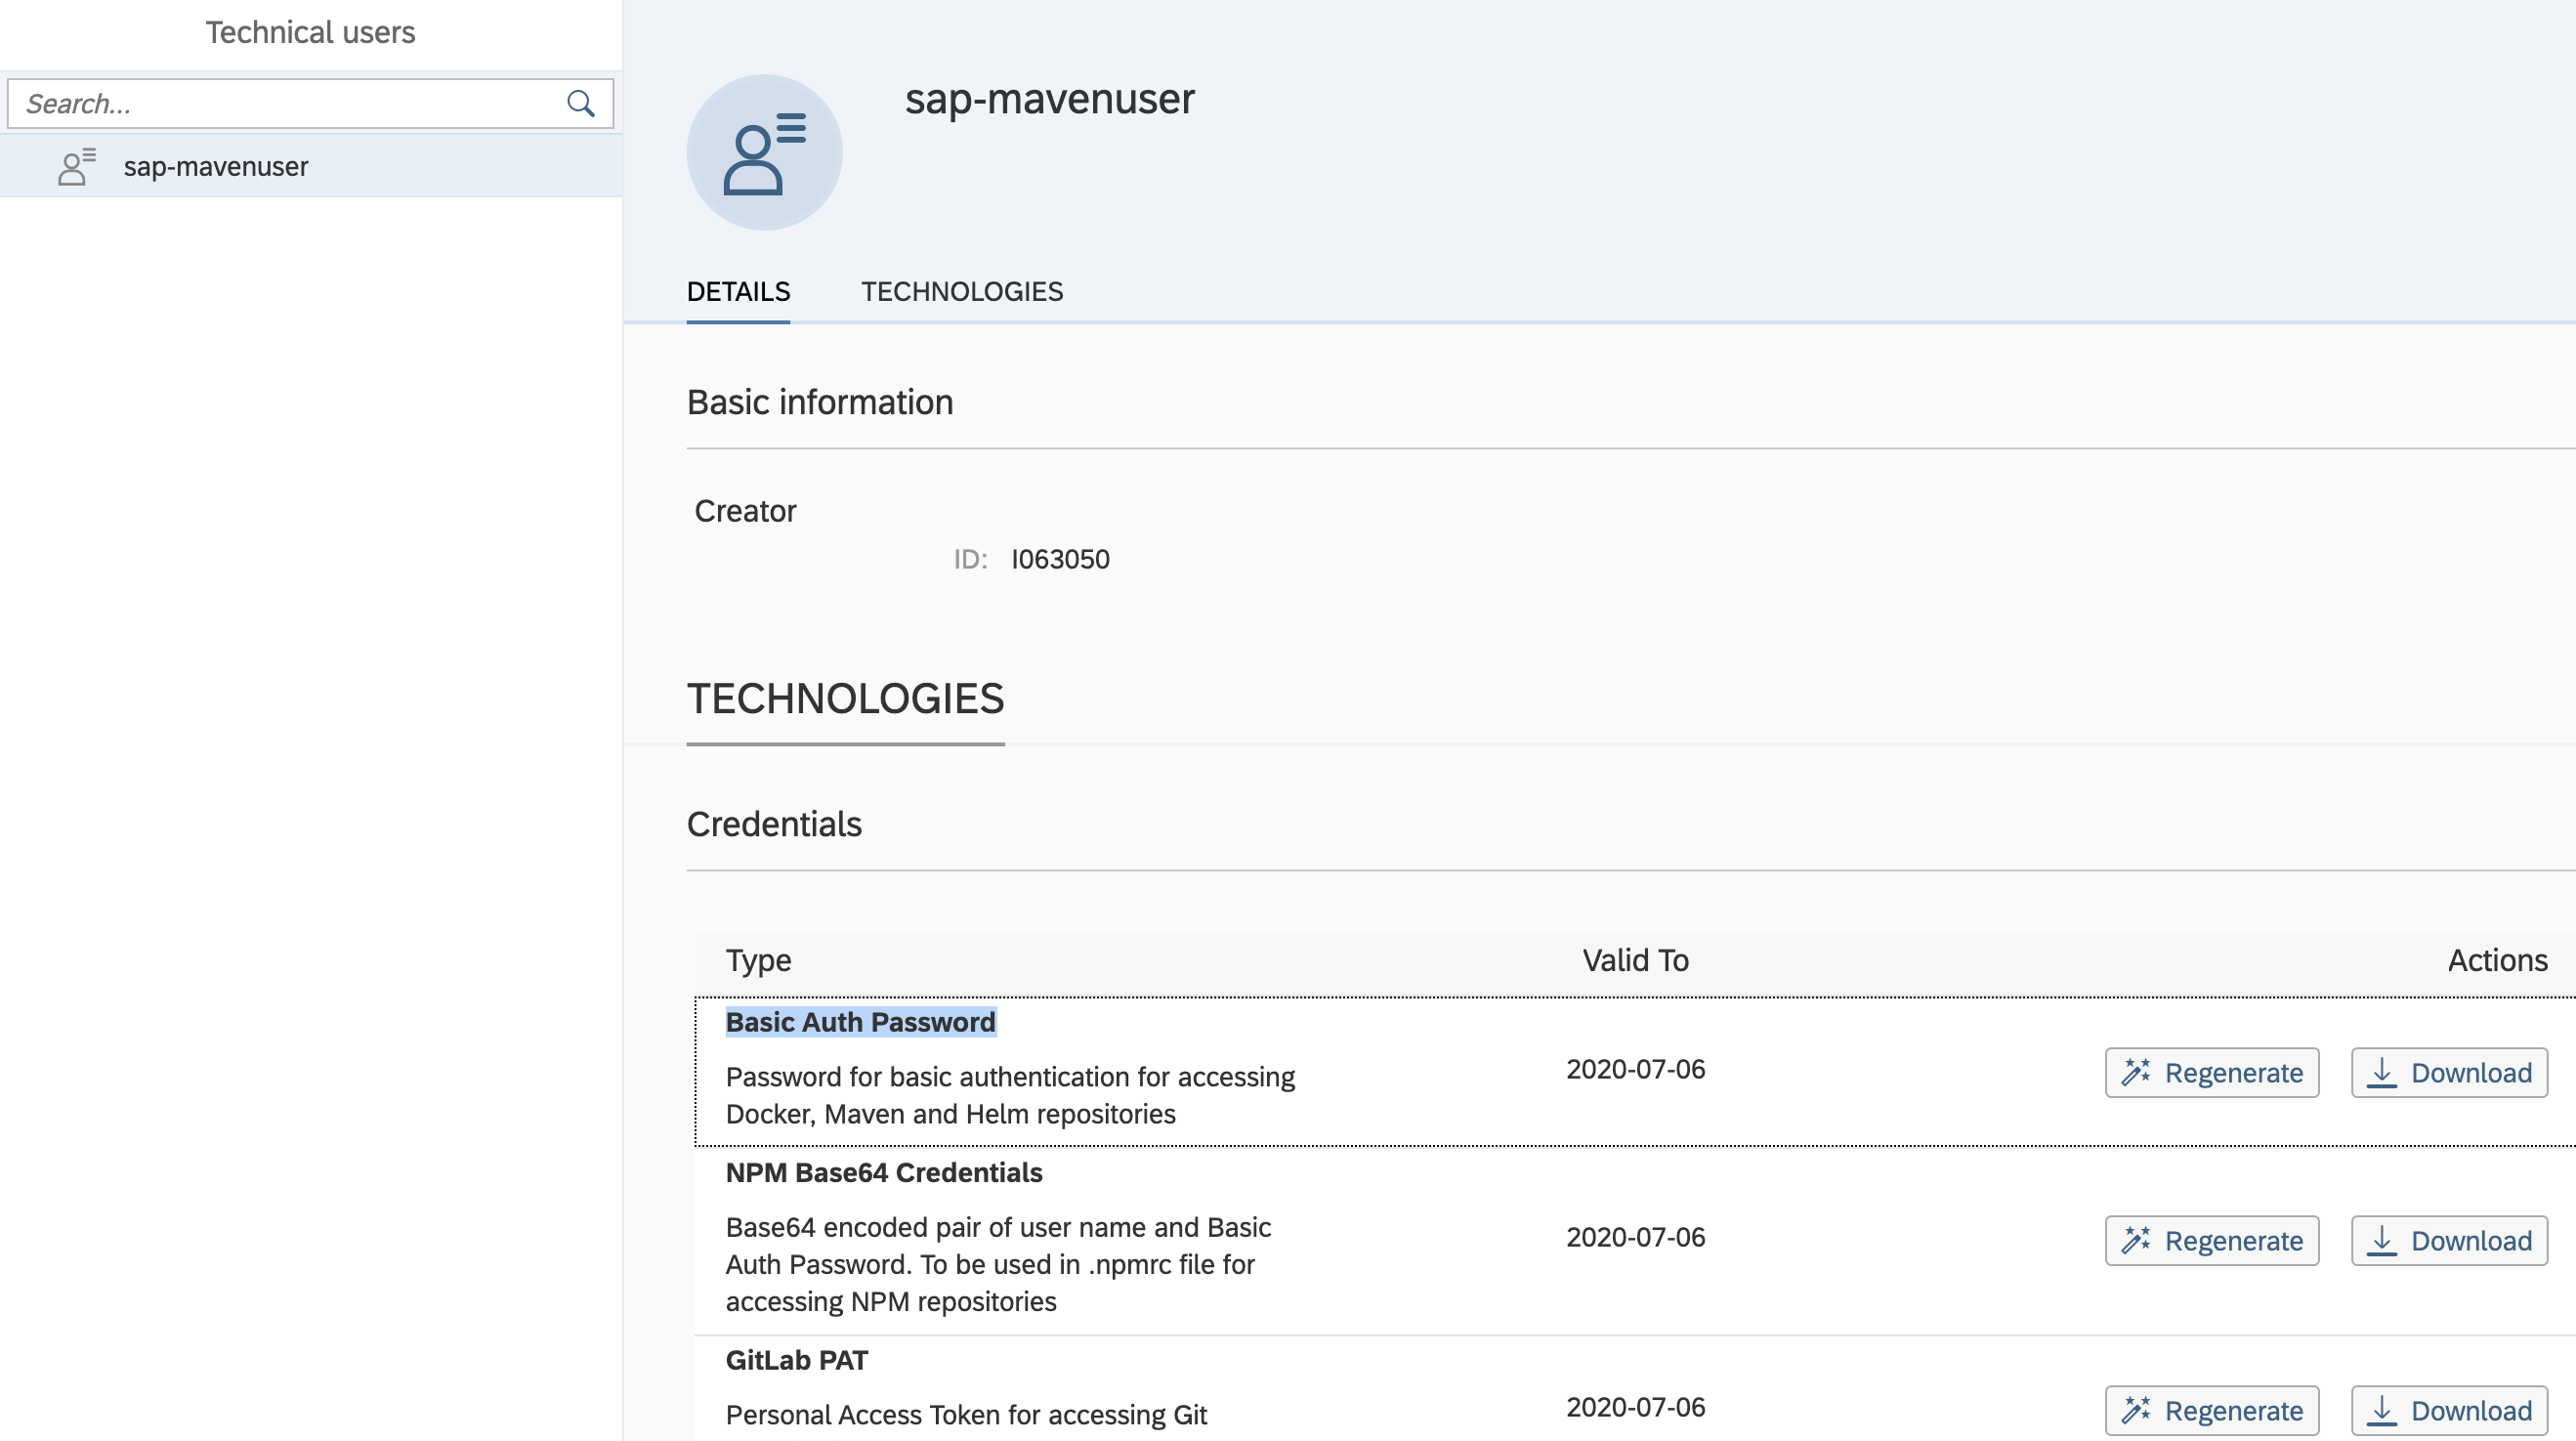 Technical users
Search...
sap-mavenuser
sap-mavenuser
DETAILS TECHNOLOGIES
Basic information
Creator
ID: I063050
TECHNOLOGIES
Credentials
Type Valid To Actions
Basic Auth Password
Password for basic authentication for accessing
Docker, Maven and Helm repositories
2020-07-06 Regenerate Download
NPM Base64 Credentials
Base64 encoded pair of user name and Basic
Auth Password. To be used in .npmrc file for
accessing NPM repositories
2020-07-06 Regenerate Download
GitLab PAT
Personal Access Token for accessing Git
2020-07-06 Regenerate Download